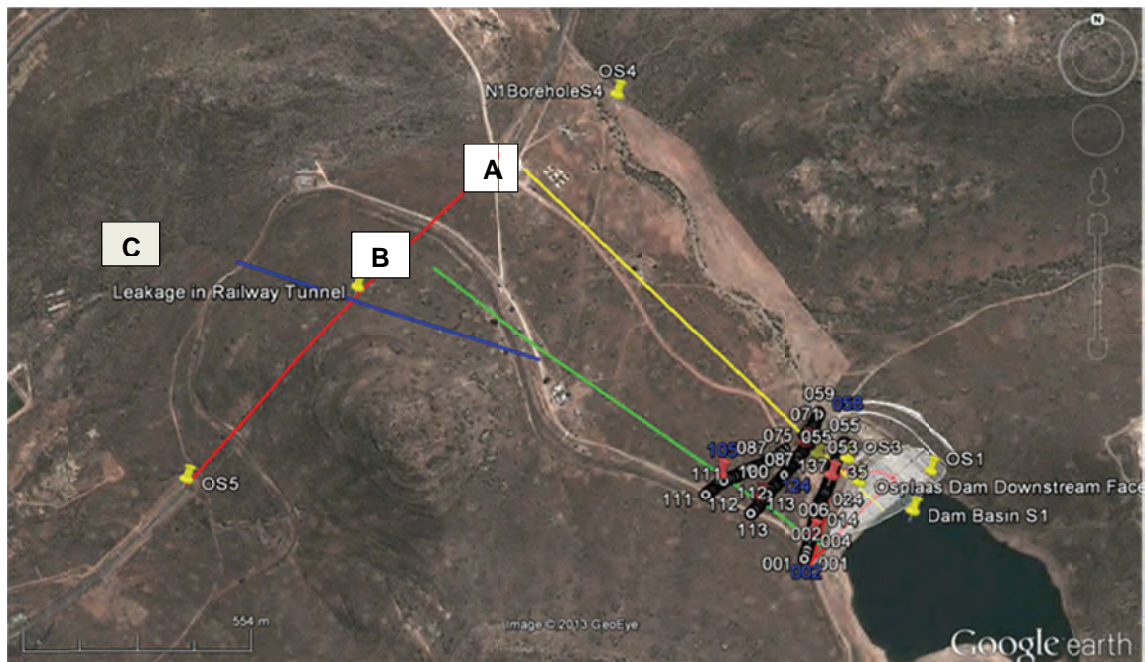 N
OS4
N1BoreholeS4
A
C
B
Leakage in Railway Tunnel
059
071 058
055
075 055
105 087 053 OS3
087 OS1
111 100 137 35
OS5 124 Osplaas Dam Downstream Face
111 112 112 113 006 024
014 Dam Basin S1
113 002
004
001 001
002
554 m
Image © 2013 GeoEye
Google earth